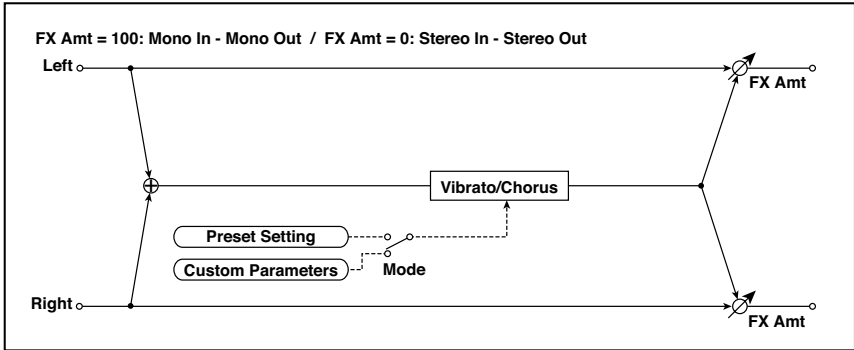 FX Amt = 100: Mono In - Mono Out / FX Amt = 0: Stereo In - Stereo Out
Left
FX Amt
Vibrato/Chorus
Preset Setting
Custom Parameters
Mode
Right
FX Amt